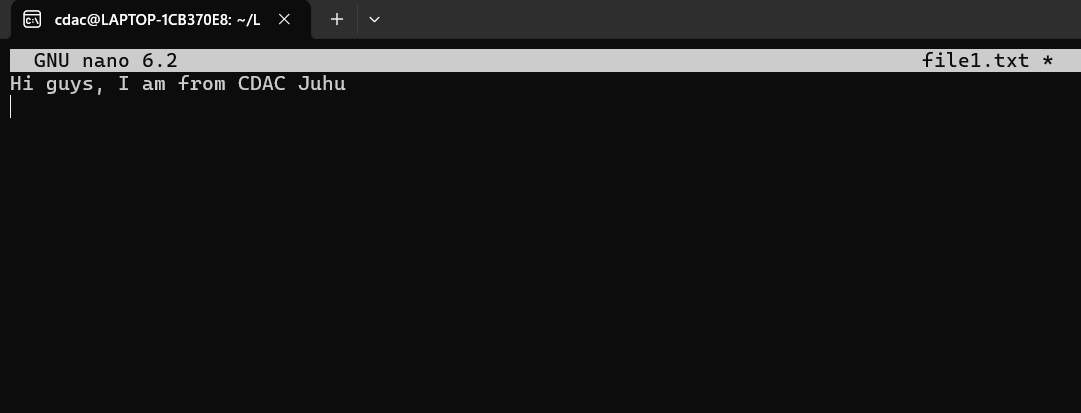 cdac@LAPTOP-1CB370E8: ~/L
GNU nano 6.2 file1.txt *
Hi guys, I am from CDAC Juhu